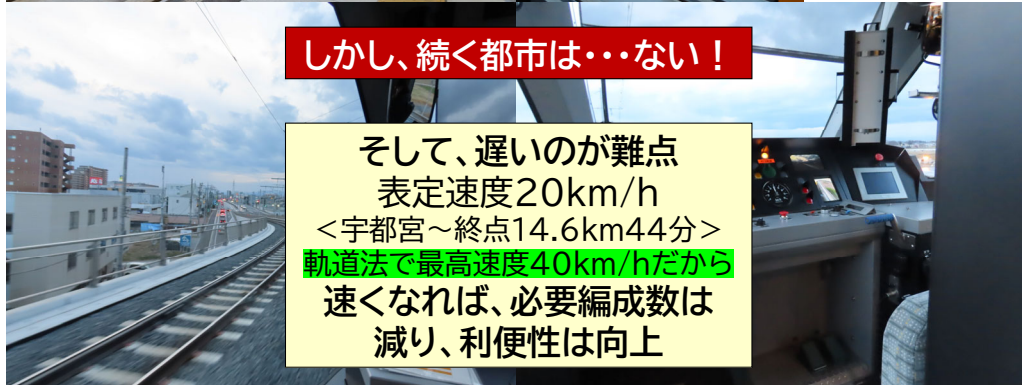 しかし、続く都市は・・・ない！
そして、遅いのが難点
表定速度20km/h
＜宇都宮～終点14.6km44分＞
軌道法で最高速度40km/hだから
速くなれば、必要編成数は
減り、利便性は向上